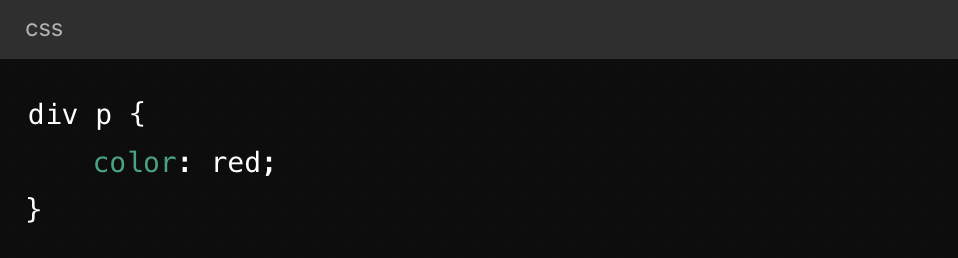 css
div p {
    color: red;
}